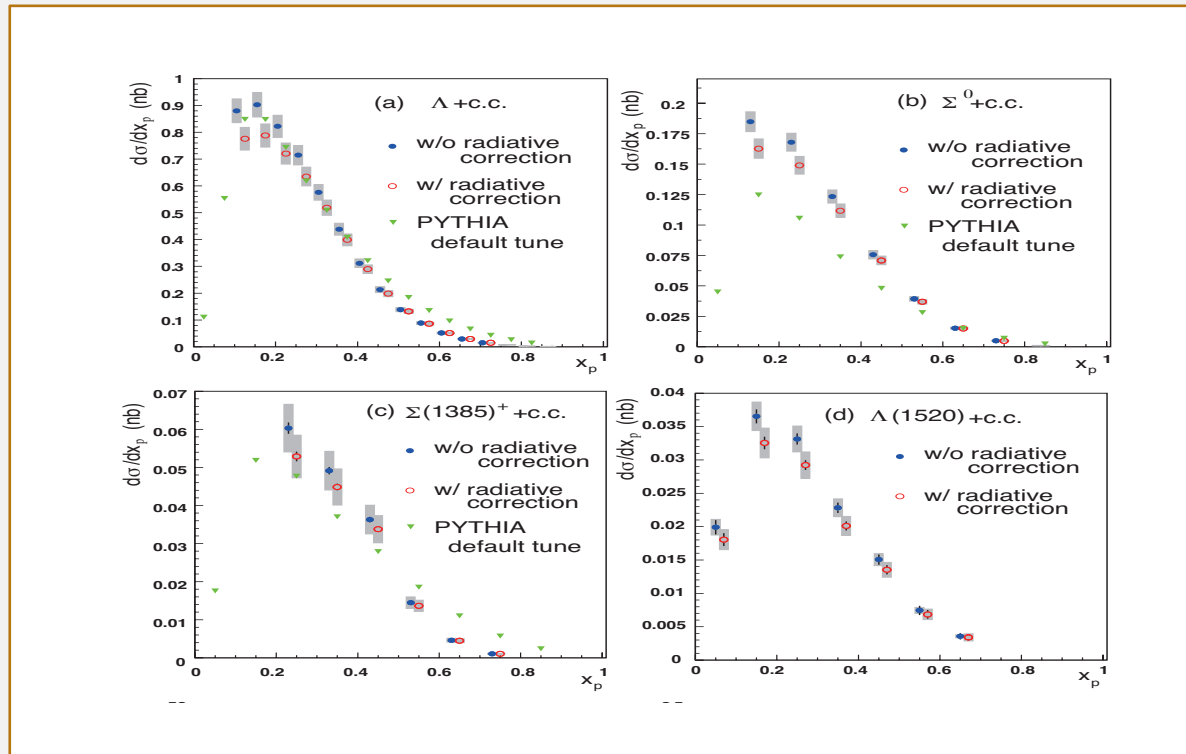 (a) Λ +c.c.
w/o radiative
correction
w/ radiative
correction
PYTHIA
default tune
dσ/dx_p (nb)
1
0.9
0.8
0.7
0.6
0.5
0.4
0.3
0.2
0.1
0
0 0.2 0.4 0.6 0.8 1
x_p
(b) Σ⁰+c.c.
w/o radiative
correction
w/ radiative
correction
PYTHIA
default tune
dσ/dx_p (nb)
0.2
0.175
0.15
0.125
0.1
0.075
0.05
0.025
0
0 0.2 0.4 0.6 0.8 1
x_p
(c) Σ(1385)⁺+c.c.
w/o radiative
correction
w/ radiative
correction
PYTHIA
default tune
dσ/dx_p (nb)
0.07
0.06
0.05
0.04
0.03
0.02
0.01
0
0 0.2 0.4 0.6 0.8 1
x_p
(d) Λ(1520)+c.c.
w/o radiative
correction
w/ radiative
correction
dσ/dx_p (nb)
0.04
0.035
0.03
0.025
0.02
0.015
0.01
0.005
0
0 0.2 0.4 0.6 0.8 1
x_p